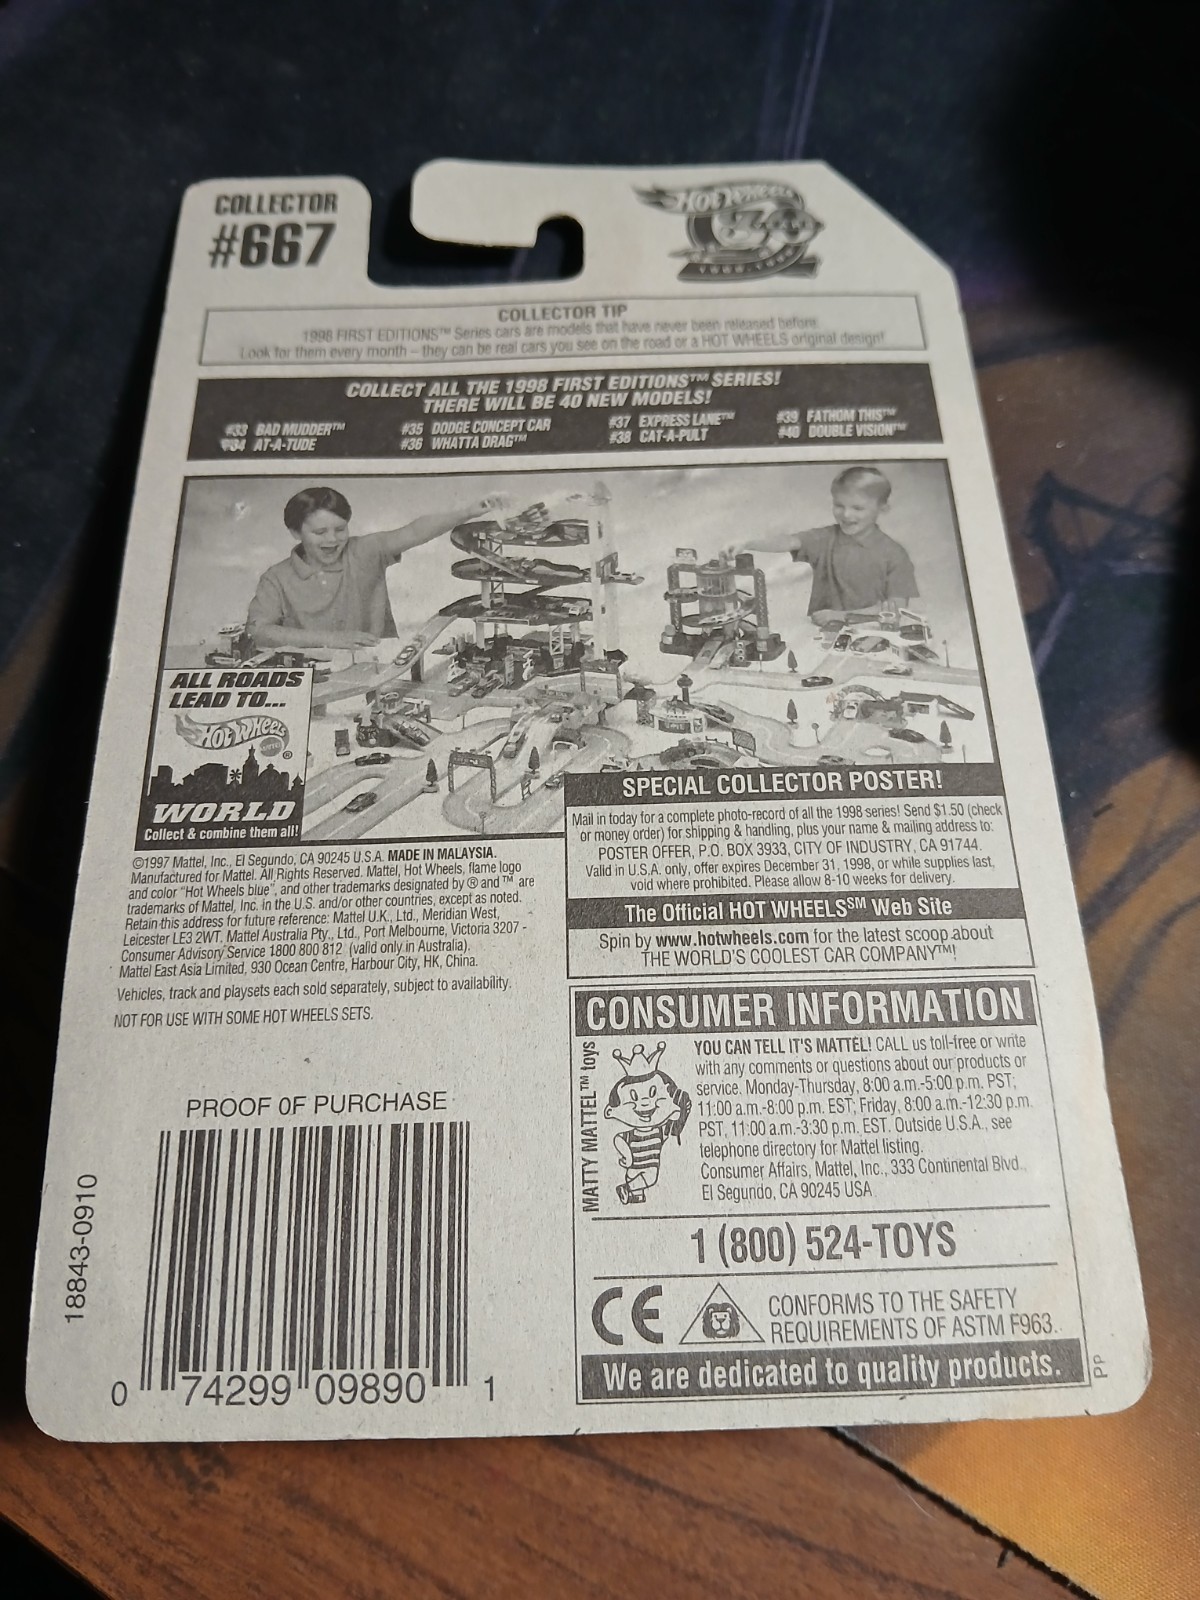 COLLECTOR
#667
HOT WHEELS
COLLECTOR TIP
1998 FIRST EDITIONS™ Series cars are models that have never been released before.
Look for them every month – they can be real cars you see on the road or a HOT WHEELS original design!
COLLECT ALL THE 1998 FIRST EDITIONS™ SERIES!
THERE WILL BE 40 NEW MODELS!
#33 BAD MUDDER™
#34 AT-A-TUDE
#35 DODGE CONCEPT CAR
#36 WHATTA DRAG™
#37 EXPRESS LANE™
#38 CAT-A-PULT
#39 FATHOM THIS™
#40 DOUBLE VISION™
ALL ROADS
LEAD TO...
HOT WHEELS ®
WORLD
Collect & combine them all!
©1997 Mattel, Inc., El Segundo, CA 90245 U.S.A. MADE IN MALAYSIA.
Manufactured for Mattel. All Rights Reserved. Mattel, Hot Wheels, flame logo
and color "Hot Wheels blue", and other trademarks designated by ® and ™ are
trademarks of Mattel, Inc. in the U.S. and/or other countries, except as noted.
Retain this address for future reference: Mattel U.K., Ltd., Meridian West,
Leicester LE3 2WT. Mattel Australia Pty., Ltd., Port Melbourne, Victoria 3207 -
Consumer Advisory Service 1800 800 812 (valid only in Australia).
Mattel East Asia Limited, 930 Ocean Centre, Harbour City, HK, China.
Vehicles, track and playsets each sold separately, subject to availability.
NOT FOR USE WITH SOME HOT WHEELS SETS.
SPECIAL COLLECTOR POSTER!
Mail in today for a complete photo-record of all the 1998 series! Send $1.50 (check
or money order) for shipping & handling, plus your name & mailing address to:
POSTER OFFER, P.O. BOX 3933, CITY OF INDUSTRY, CA 91744.
Valid in U.S.A. only, offer expires December 31, 1998, or while supplies last,
void where prohibited. Please allow 8-10 weeks for delivery.
The Official HOT WHEELS℠ Web Site
Spin by www.hotwheels.com for the latest scoop about
THE WORLD'S COOLEST CAR COMPANY™!
CONSUMER INFORMATION
MATTY MATTEL™ toys
YOU CAN TELL IT'S MATTEL! CALL us toll-free or write
with any comments or questions about our products or
service. Monday-Thursday, 8:00 a.m.-5:00 p.m. PST;
11:00 a.m.-8:00 p.m. EST; Friday, 8:00 a.m.-12:30 p.m.
PST, 11:00 a.m.-3:30 p.m. EST. Outside U.S.A., see
telephone directory for Mattel listing.
Consumer Affairs, Mattel, Inc., 333 Continental Blvd.,
El Segundo, CA 90245 USA
1 (800) 524-TOYS
CE
CONFORMS TO THE SAFETY
REQUIREMENTS OF ASTM F963.
We are dedicated to quality products.
PP
PROOF OF PURCHASE
18843-0910
0 74299 09890 1